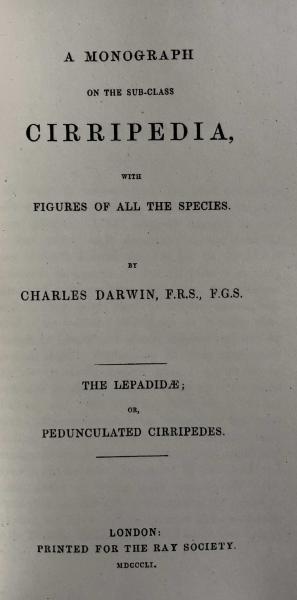 A MONOGRAPH
ON THE SUB-CLASS
CIRRIPEDIA,
WITH
FIGURES OF ALL THE SPECIES.
BY
CHARLES DARWIN, F.R.S., F.G.S.
THE LEPADIDÆ;
OR,
PEDUNCULATED CIRRIPEDES.
LONDON:
PRINTED FOR THE RAY SOCIETY.
MDCCCLI.